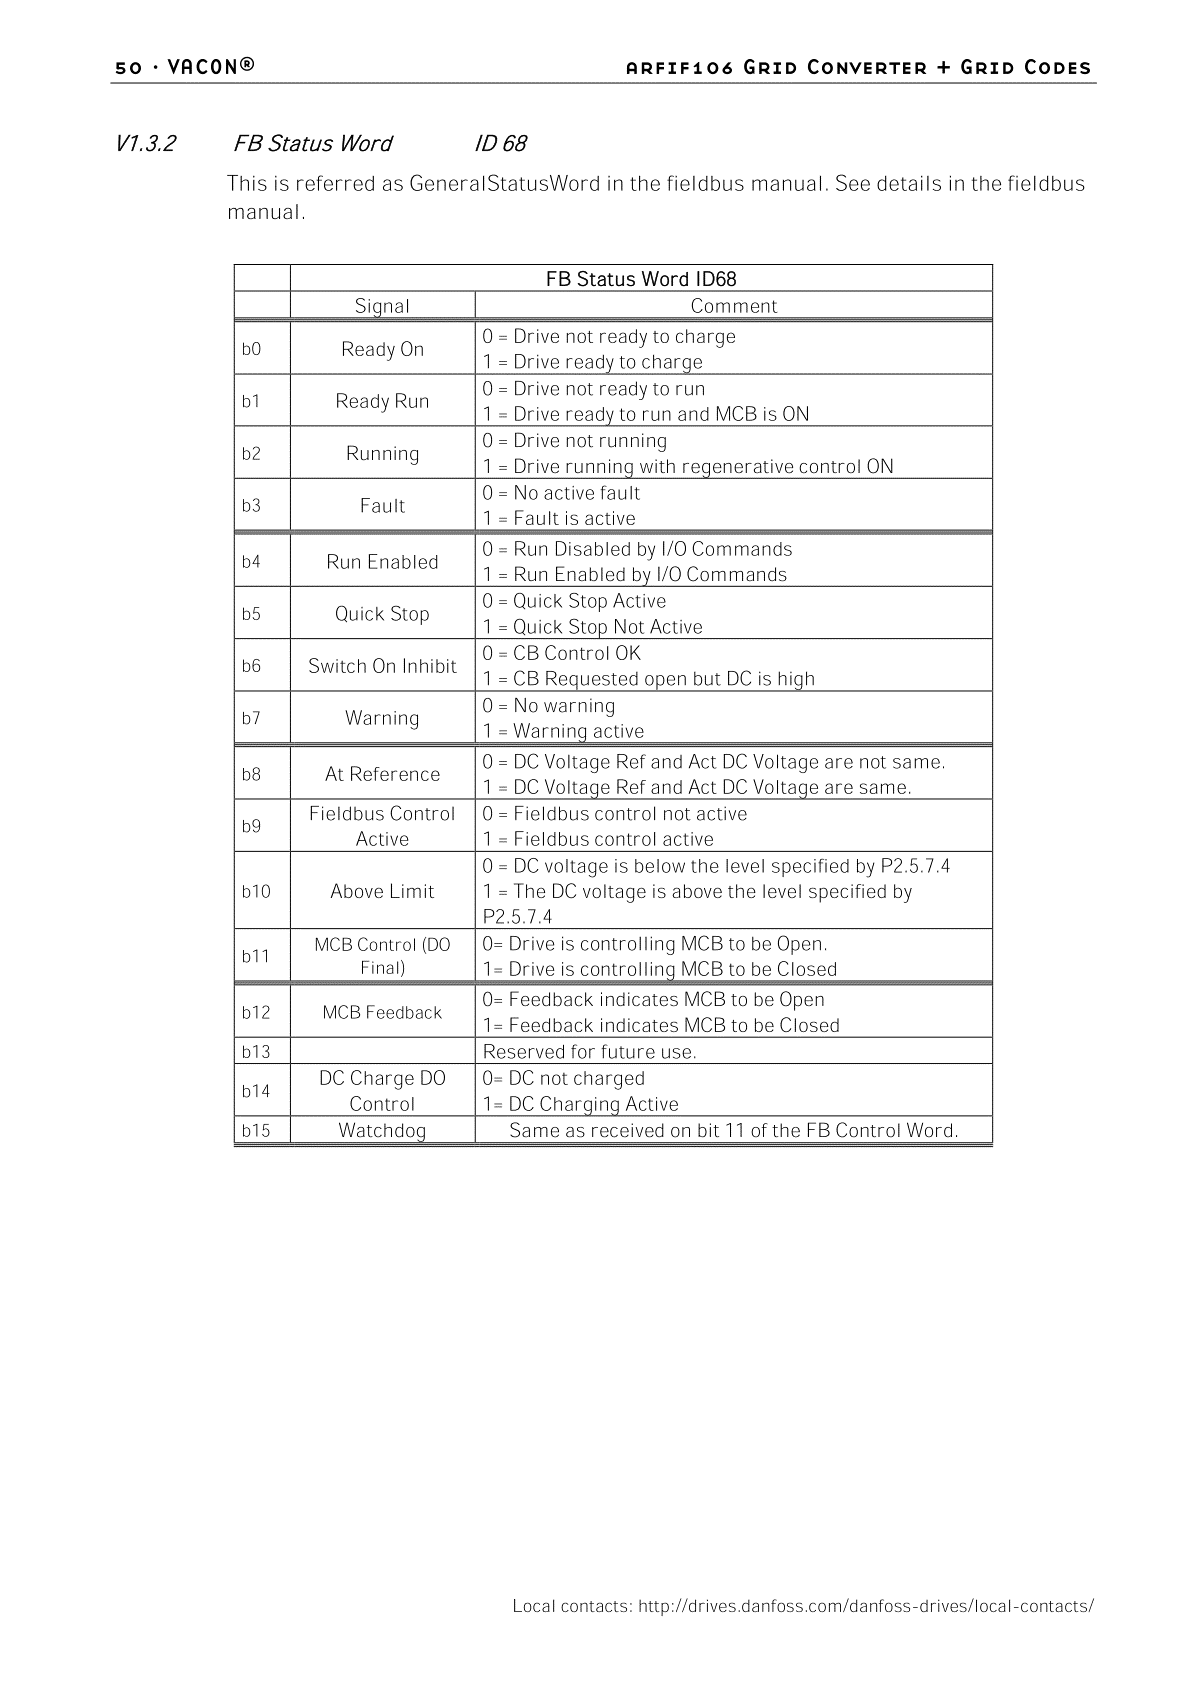 50 · VACON® ARFIF106 GRID CONVERTER + GRID CODES
V1.3.2 FB Status Word ID 68
This is referred as GeneralStatusWord in the fieldbus manual. See details in the fieldbus
manual.
FB Status Word ID68
Signal Comment
b0 Ready On 0 = Drive not ready to charge
1 = Drive ready to charge
b1 Ready Run 0 = Drive not ready to run
1 = Drive ready to run and MCB is ON
b2 Running 0 = Drive not running
1 = Drive running with regenerative control ON
b3 Fault 0 = No active fault
1 = Fault is active
b4 Run Enabled 0 = Run Disabled by I/O Commands
1 = Run Enabled by I/O Commands
b5 Quick Stop 0 = Quick Stop Active
1 = Quick Stop Not Active
b6 Switch On Inhibit 0 = CB Control OK
1 = CB Requested open but DC is high
b7 Warning 0 = No warning
1 = Warning active
b8 At Reference 0 = DC Voltage Ref and Act DC Voltage are not same.
1 = DC Voltage Ref and Act DC Voltage are same.
b9 Fieldbus Control 0 = Fieldbus control not active
Active 1 = Fieldbus control active
b10 Above Limit 0 = DC voltage is below the level specified by P2.5.7.4
1 = The DC voltage is above the level specified by
P2.5.7.4
b11 MCB Control (DO 0= Drive is controlling MCB to be Open.
Final) 1= Drive is controlling MCB to be Closed
b12 MCB Feedback 0= Feedback indicates MCB to be Open
1= Feedback indicates MCB to be Closed
b13 Reserved for future use.
b14 DC Charge DO 0= DC not charged
Control 1= DC Charging Active
b15 Watchdog Same as received on bit 11 of the FB Control Word.
Local contacts: http://drives.danfoss.com/danfoss-drives/local-contacts/